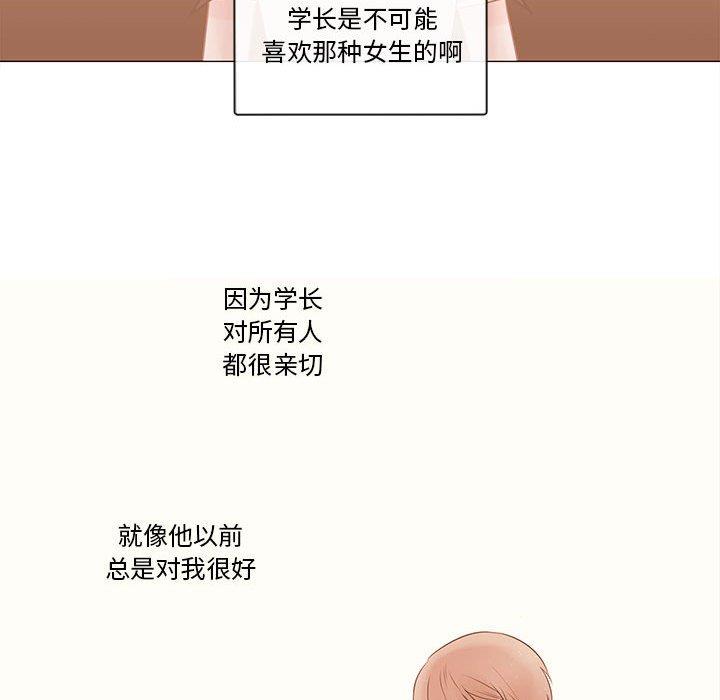 学长是不可能
喜欢那种女生的啊
因为学长
对所有人
都很亲切
就像他以前
总是对我很好